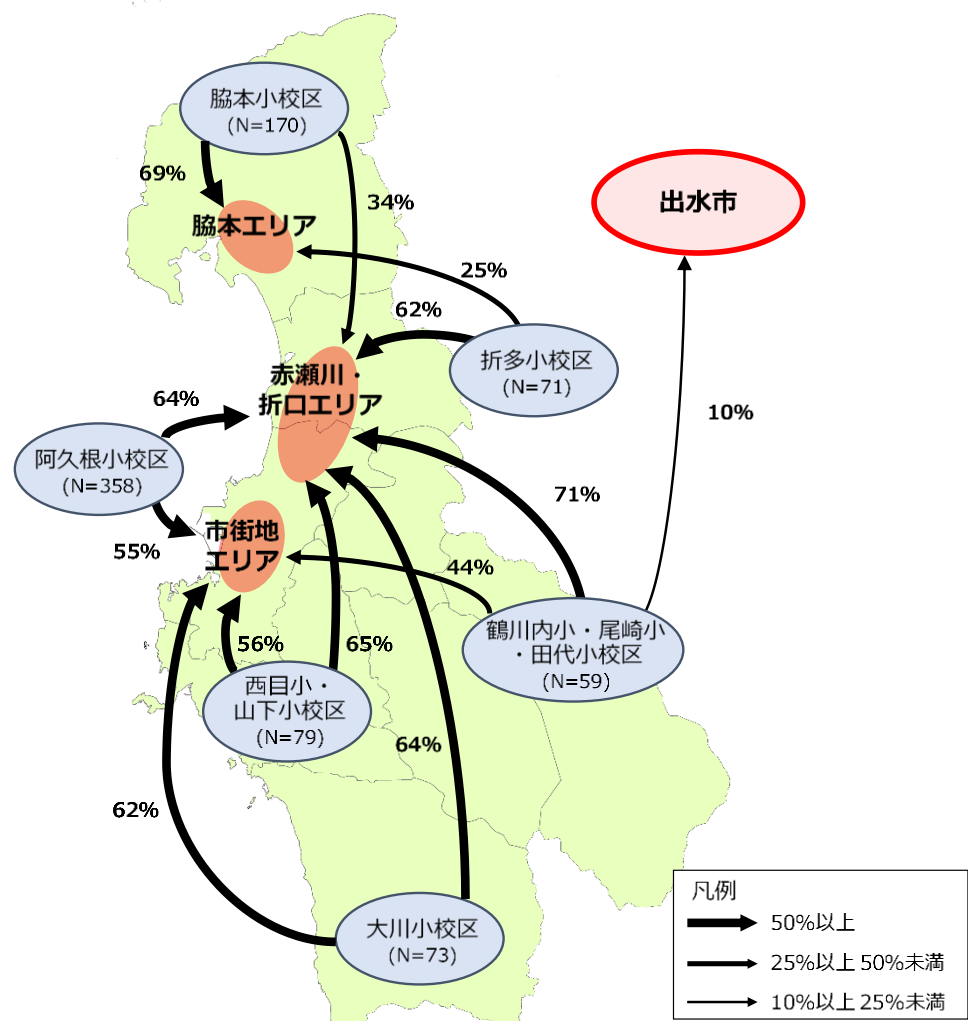 脇本小校区
(N=170)
69%
34%
出水市
脇本エリア
25%
62%
折多小校区
(N=71)
赤瀬川・
折口エリア
64%
10%
阿久根小校区
(N=358)
71%
55%
市街地
エリア
44%
鶴川内小・尾崎小
・田代小校区
(N=59)
56%
65%
西目小・
山下小校区
(N=79)
64%
62%
大川小校区
(N=73)
凡例
50%以上
25%以上 50%未満
10%以上 25%未満